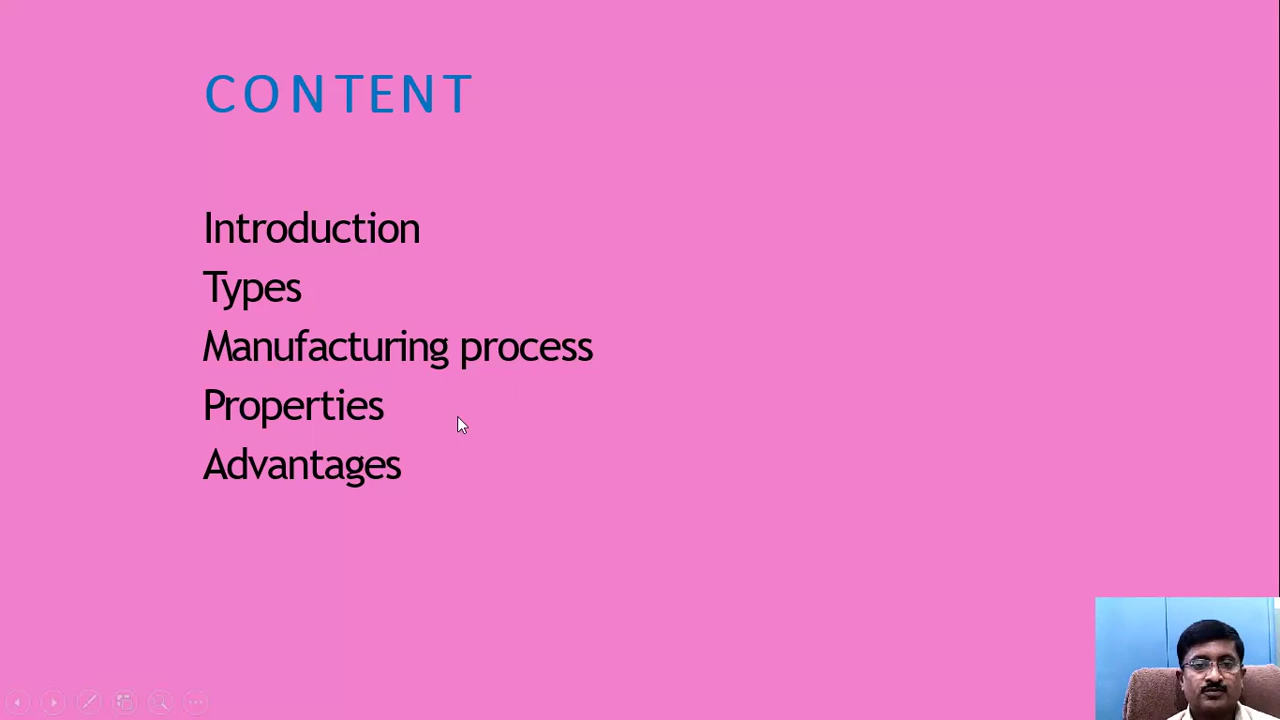 CONTENT
Introduction
Types
Manufacturing process
Properties
Advantages